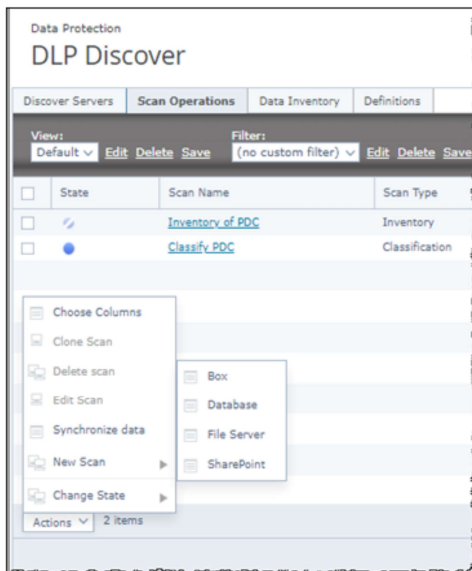 Data Protection
DLP Discover
Discover Servers Scan Operations Data Inventory Definitions
View: Filter:
Default Edit Delete Save (no custom filter) Edit Delete Save
State Scan Name Scan Type
Inventory of PDC Inventory
Classify PDC Classification
Choose Columns
Clone Scan
Delete scan
Edit Scan
Synchronize data
New Scan
Change State
Box
Database
File Server
SharePoint
Actions 2 items